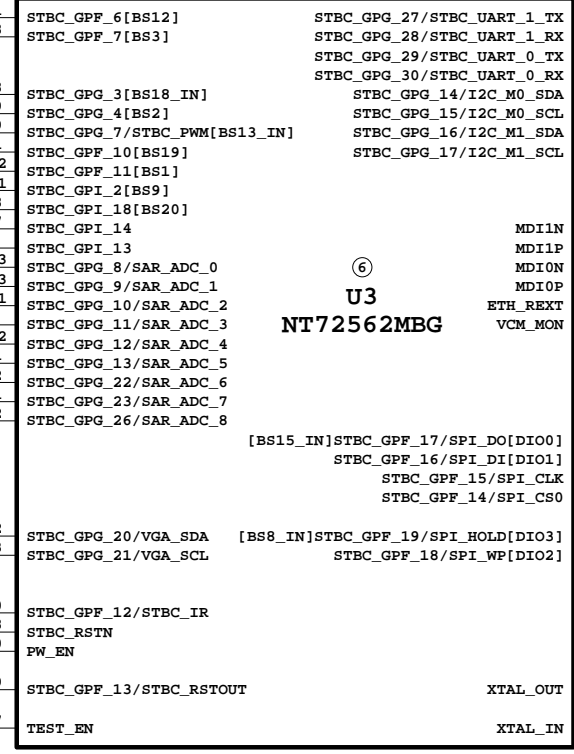 STBC_GPF_6[BS12] STBC_GPG_27/STBC_UART_1_TX
STBC_GPF_7[BS3] STBC_GPG_28/STBC_UART_1_RX
STBC_GPG_29/STBC_UART_0_TX
STBC_GPG_30/STBC_UART_0_RX
STBC_GPG_3[BS18_IN] STBC_GPG_14/I2C_M0_SDA
STBC_GPG_4[BS2] STBC_GPG_15/I2C_M0_SCL
STBC_GPG_7/STBC_PWM[BS13_IN] STBC_GPG_16/I2C_M1_SDA
STBC_GPF_10[BS19] STBC_GPG_17/I2C_M1_SCL
STBC_GPF_11[BS1]
STBC_GPI_2[BS9]
STBC_GPI_18[BS20]
STBC_GPI_14 MDI1N
STBC_GPI_13 MDI1P
STBC_GPG_8/SAR_ADC_0 6 MDI0N
STBC_GPG_9/SAR_ADC_1 MDI0P
U3
STBC_GPG_10/SAR_ADC_2 ETH_REXT
STBC_GPG_11/SAR_ADC_3 NT72562MBG VCM_MON
STBC_GPG_12/SAR_ADC_4
STBC_GPG_13/SAR_ADC_5
STBC_GPG_22/SAR_ADC_6
STBC_GPG_23/SAR_ADC_7
STBC_GPG_26/SAR_ADC_8
[BS15_IN]STBC_GPF_17/SPI_DO[DIO0]
STBC_GPF_16/SPI_DI[DIO1]
STBC_GPF_15/SPI_CLK
STBC_GPF_14/SPI_CS0
STBC_GPG_20/VGA_SDA [BS8_IN]STBC_GPF_19/SPI_HOLD[DIO3]
STBC_GPG_21/VGA_SCL STBC_GPF_18/SPI_WP[DIO2]
STBC_GPF_12/STBC_IR
STBC_RSTN
PW_EN
STBC_GPF_13/STBC_RSTOUT XTAL_OUT
TEST_EN XTAL_IN